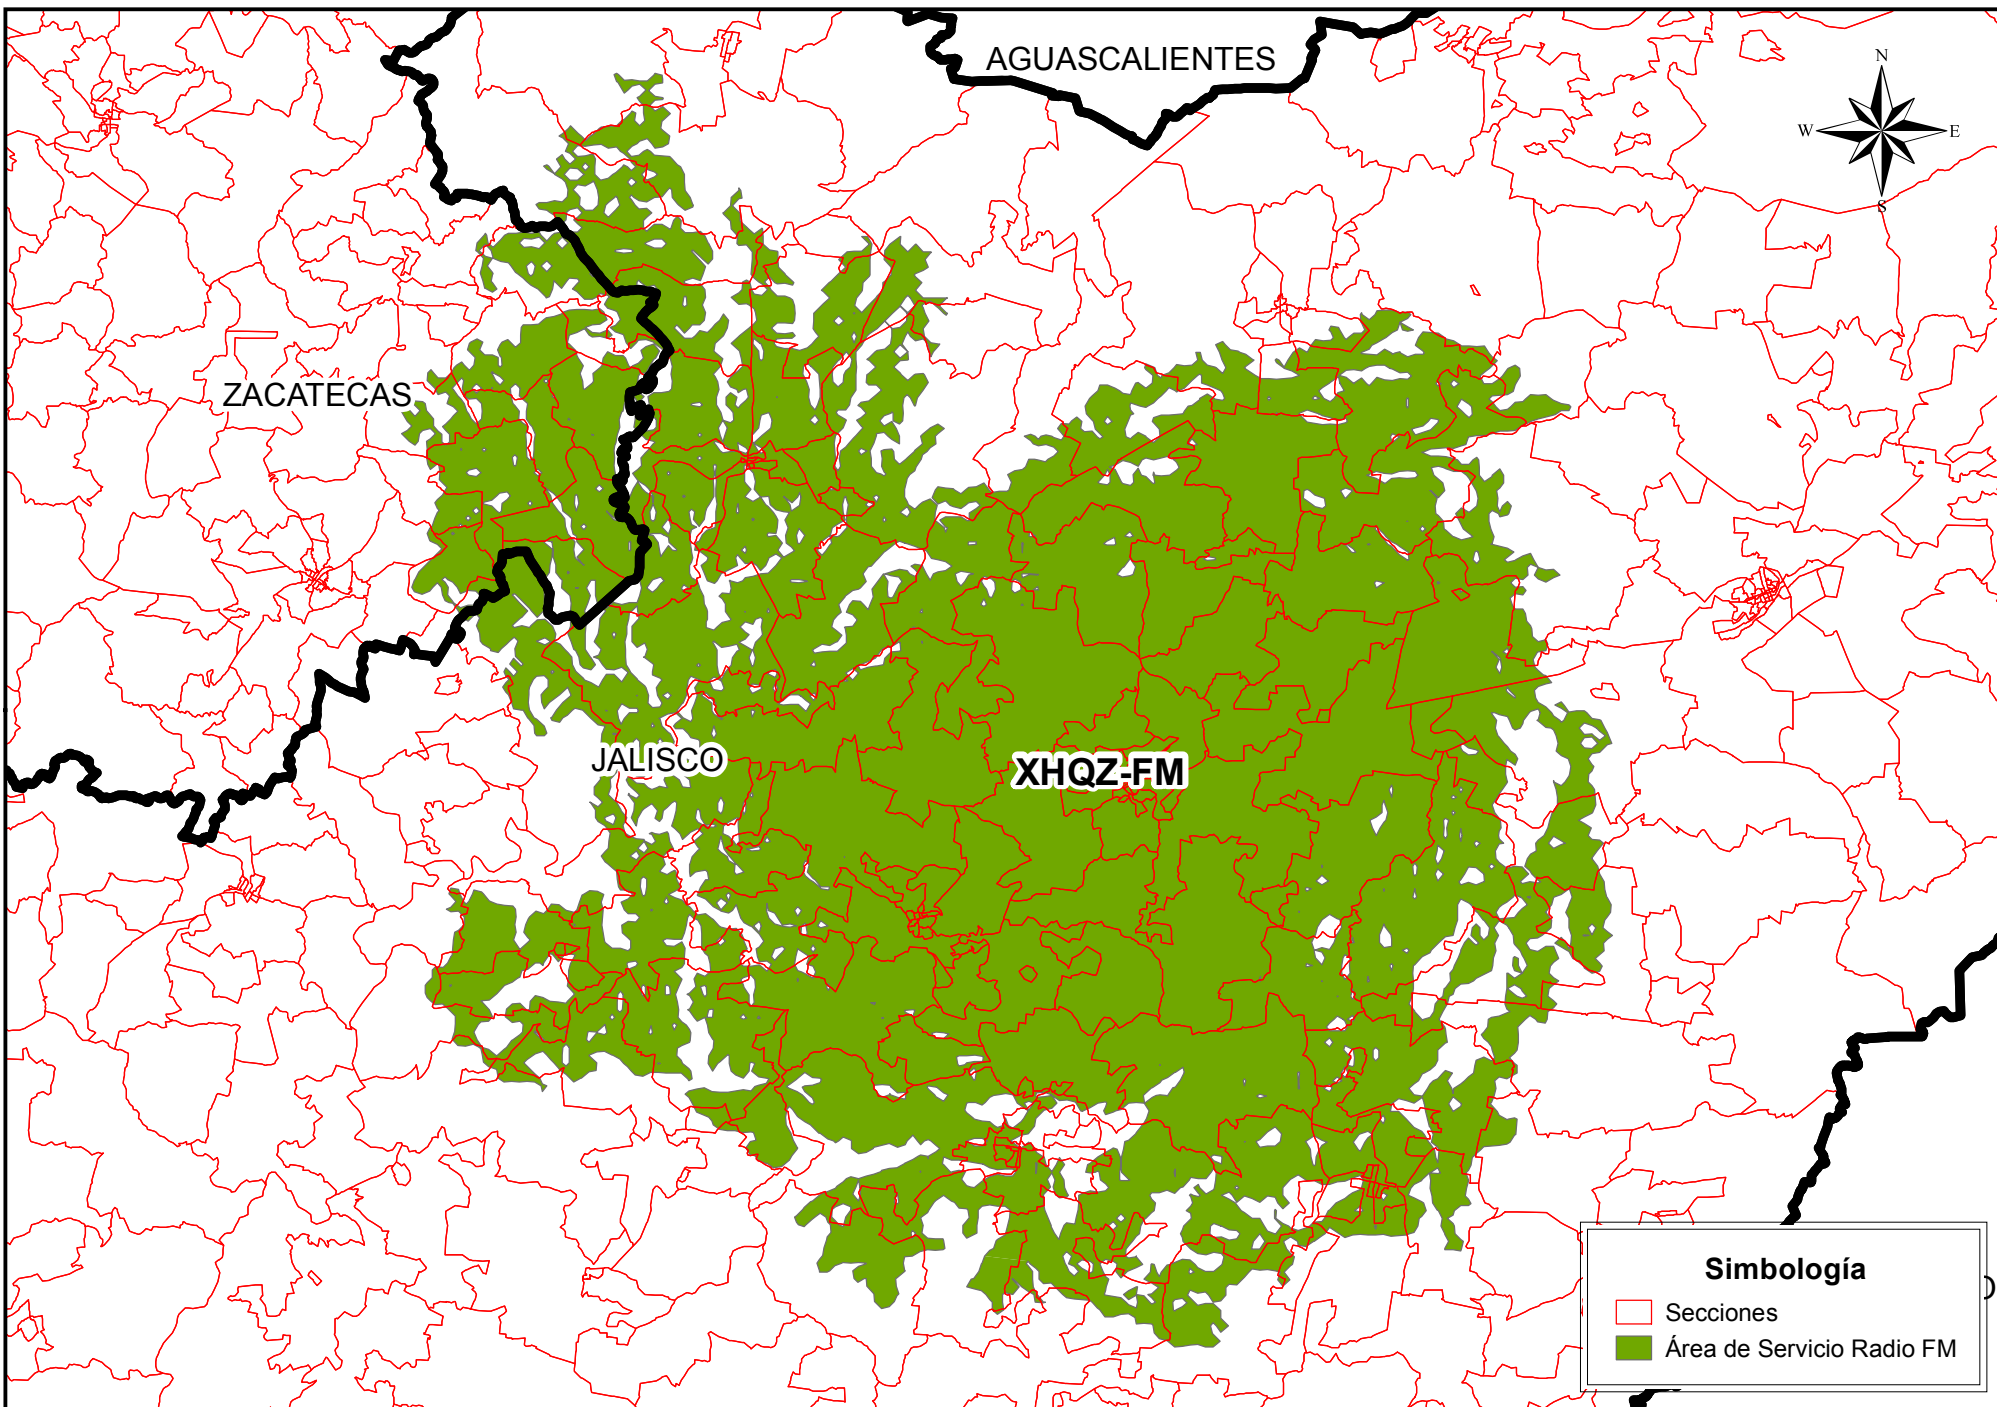 AGUASCALIENTES
N
W E
S
ZACATECAS
JALISCO
XHQZ-FM
Simbología
Secciones
Área de Servicio Radio FM